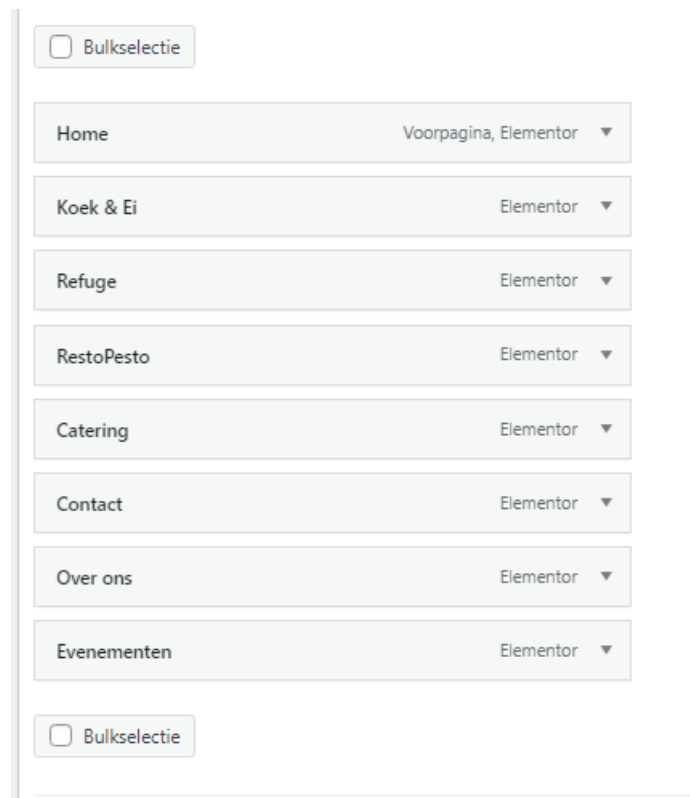 Bulkselectie
Home Voorpagina, Elementor
Koek & Ei Elementor
Refuge Elementor
RestoPesto Elementor
Catering Elementor
Contact Elementor
Over ons Elementor
Evenementen Elementor
Bulkselectie